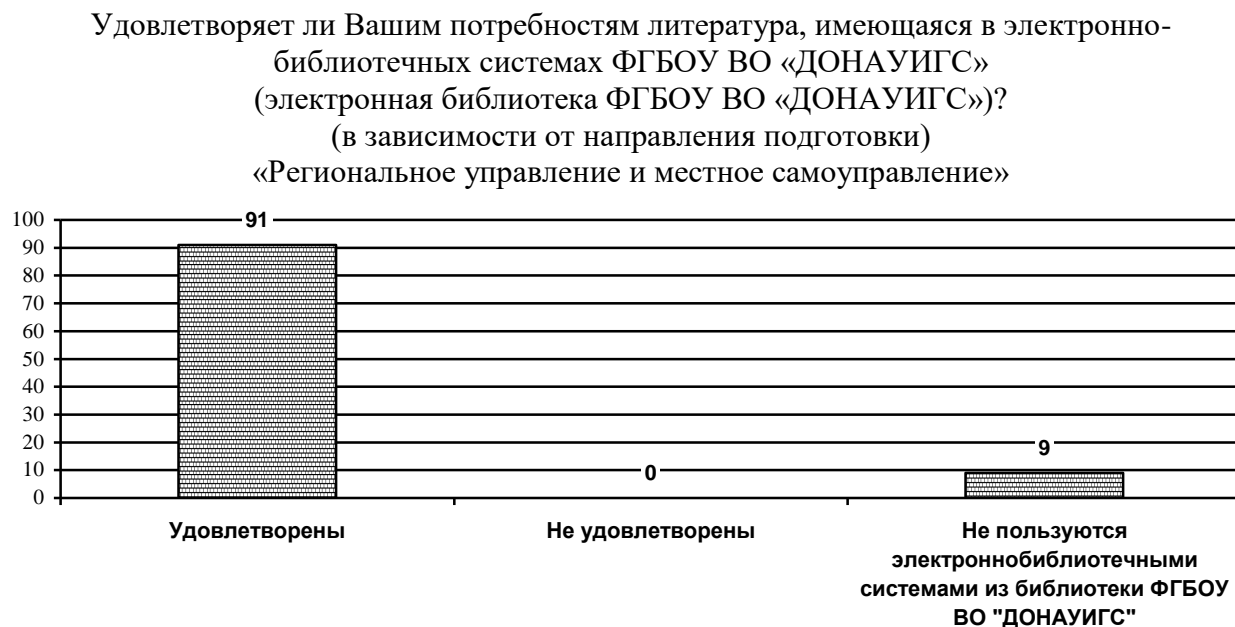 Удовлетворяет ли Вашим потребностям литература, имеющаяся в электронно-
библиотечных системах ФГБОУ ВО «ДОНАУИГС»
(электронная библиотека ФГБОУ ВО «ДОНАУИГС»)?
(в зависимости от направления подготовки)
«Региональное управление и местное самоуправление»
100
90
80
70
60
50
40
30
20
10
0
91
0
9
Удовлетворены
Не удовлетворены
Не пользуются
электроннобиблиотечными
системами из библиотеки ФГБОУ
ВО "ДОНАУИГС"